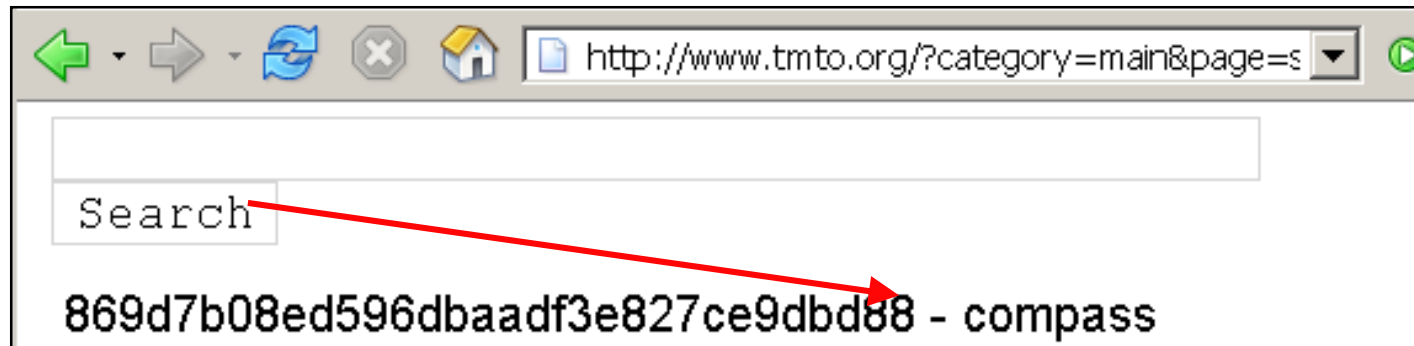 http://www.tmto.org/?category=main&page=s
Search
869d7b08ed596dbaadf3e827ce9dbd88 - compass